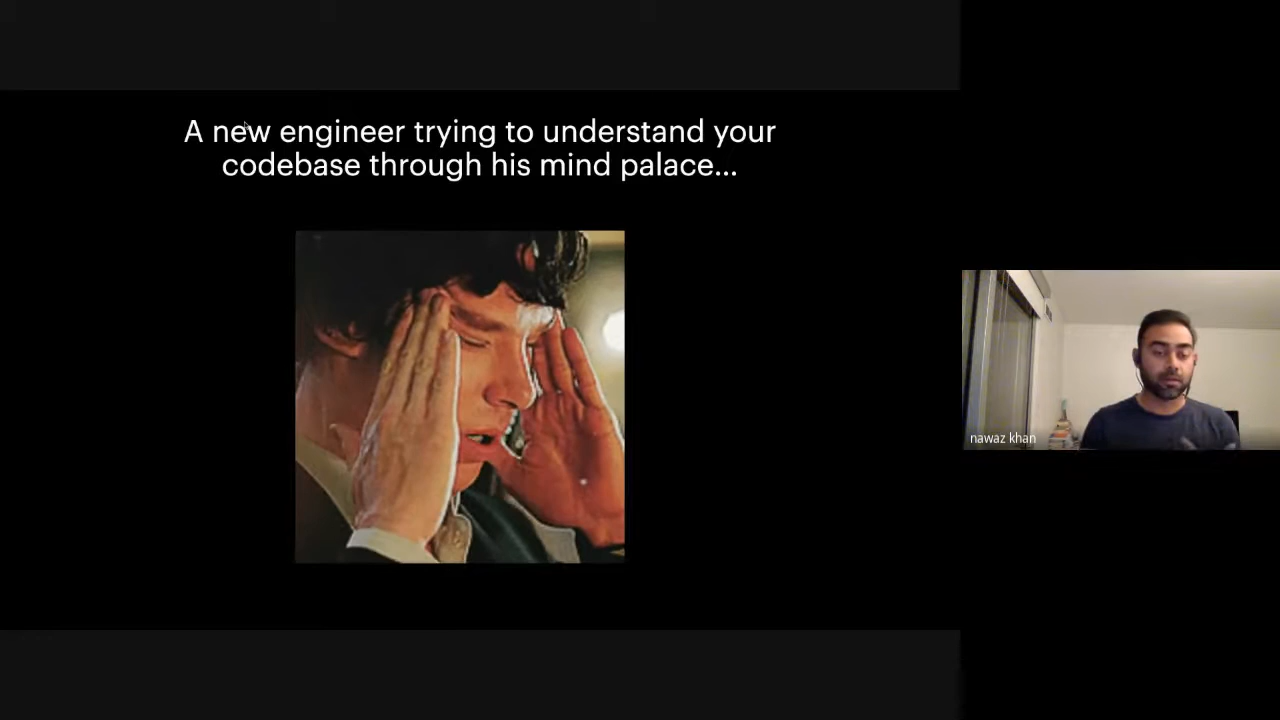 A new engineer trying to understand your
codebase through his mind palace...
nawaz khan